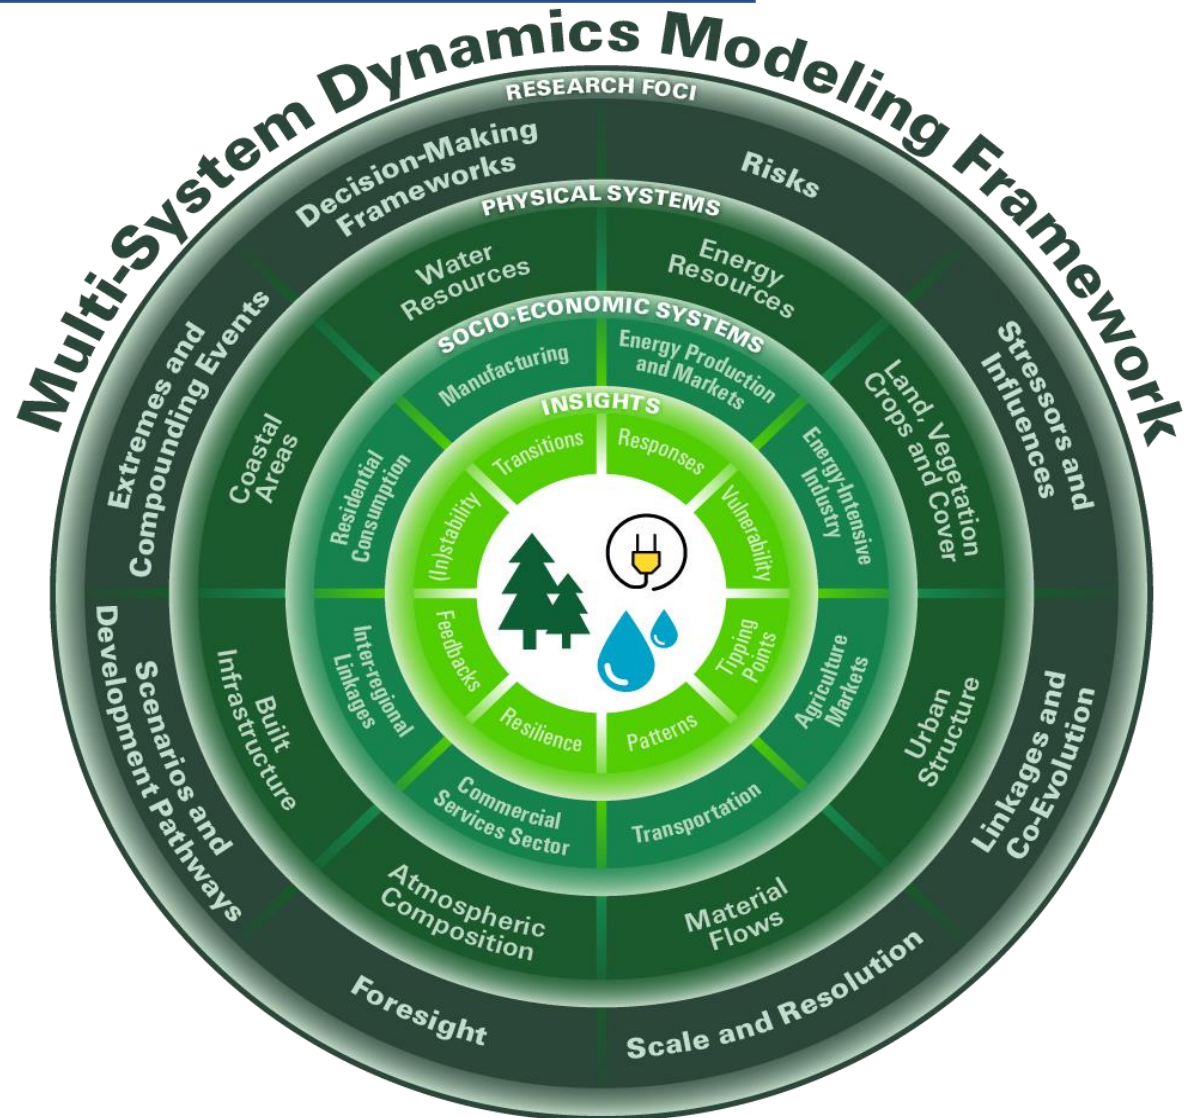 Multi-System Dynamics Modeling Framework
RESEARCH FOCI
Decision-Making
Frameworks
Risks
Stressors and
Influences
Linkages and
Co-Evolution
Scale and Resolution
Foresight
Scenarios and
Development Pathways
Extremes and
Compounding Events
PHYSICAL SYSTEMS
Water
Resources
Energy
Resources
Land, Vegetation
Crops and Cover
Urban
Structure
Material
Flows
Atmospheric
Composition
Built
Infrastructure
Coastal
Areas
SOCIO-ECONOMIC SYSTEMS
Manufacturing
Energy Production
and Markets
Energy-Intensive
Industry
Agriculture
Markets
Transportation
Commercial
Services Sector
Inter-regional
Linkages
Residential
Consumption
INSIGHTS
Transitions
Responses
Vulnerability
Tipping
Points
Patterns
Resilience
Feedbacks
(In)stability